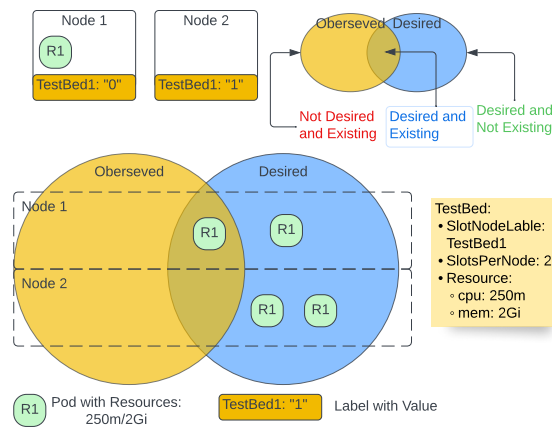 Node 1
Node 2
R1
TestBed1: "0"
TestBed1: "1"
Oberseved
Desired
Not Desired
and Existing
Desired and
Existing
Desired and
Not Existing
Oberseved
Desired
Node 1
R1
R1
Node 2
R1
R1
TestBed:
• SlotNodeLable:
TestBed1
• SlotsPerNode: 2
• Resource:
◦ cpu: 250m
◦ mem: 2Gi
R1
Pod with Resources:
250m/2Gi
TestBed1: "1"
Label with Value